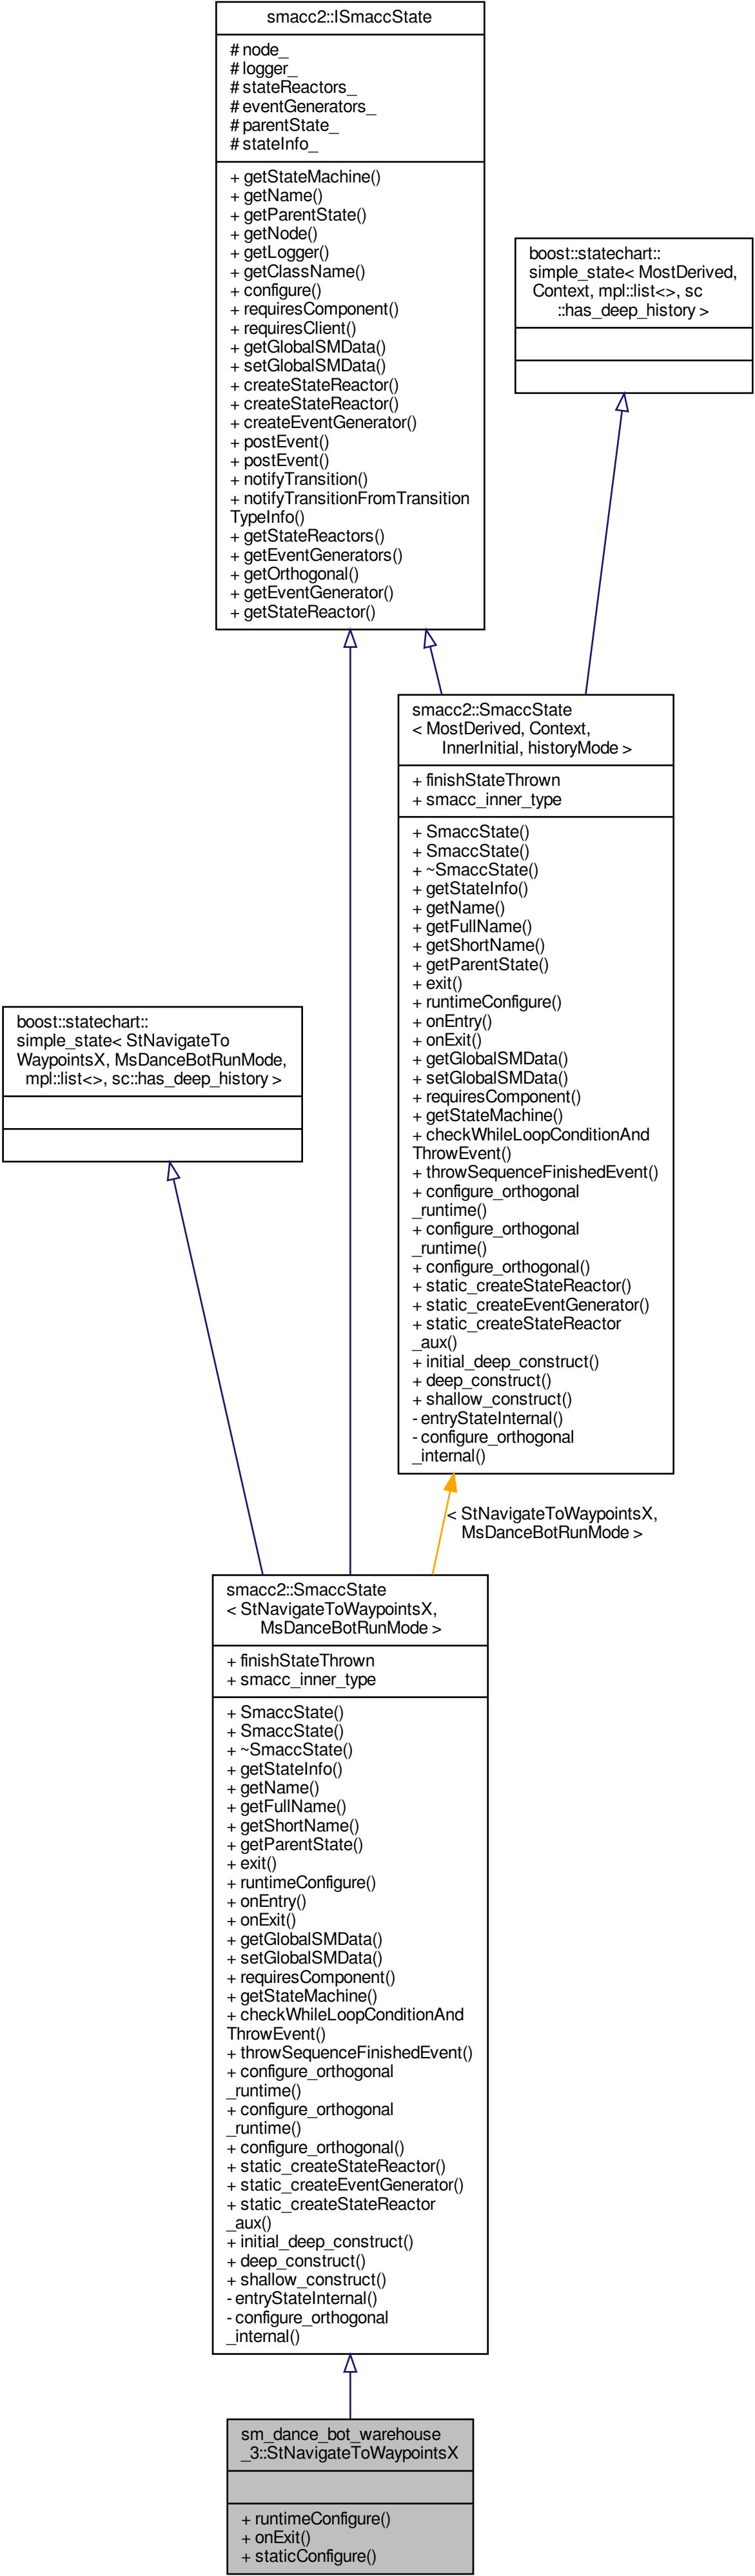 smacc2::ISmaccState
# node_
# logger_
# stateReactors_
# eventGenerators_
# parentState_
# stateInfo_
+ getStateMachine()
+ getName()
+ getParentState()
+ getNode()
+ getLogger()
+ getClassName()
+ configure()
+ requiresComponent()
+ requiresClient()
+ getGlobalSMData()
+ setGlobalSMData()
+ createStateReactor()
+ createStateReactor()
+ createEventGenerator()
+ postEvent()
+ postEvent()
+ notifyTransition()
+ notifyTransitionFromTransition
TypeInfo()
+ getStateReactors()
+ getEventGenerators()
+ getOrthogonal()
+ getEventGenerator()
+ getStateReactor()
boost::statechart::
simple_state< MostDerived,
Context, mpl::list<>, sc
::has_deep_history >
smacc2::SmaccState
< MostDerived, Context,
InnerInitial, historyMode >
+ finishStateThrown
+ smacc_inner_type
+ SmaccState()
+ SmaccState()
+ ~SmaccState()
+ getStateInfo()
+ getName()
+ getFullName()
+ getShortName()
+ getParentState()
+ exit()
+ runtimeConfigure()
+ onEntry()
+ onExit()
+ getGlobalSMData()
+ setGlobalSMData()
+ requiresComponent()
+ getStateMachine()
+ checkWhileLoopConditionAnd
ThrowEvent()
+ throwSequenceFinishedEvent()
+ configure_orthogonal
_runtime()
+ configure_orthogonal
_runtime()
+ configure_orthogonal()
+ static_createStateReactor()
+ static_createEventGenerator()
+ static_createStateReactor
_aux()
+ initial_deep_construct()
+ deep_construct()
+ shallow_construct()
- entryStateInternal()
- configure_orthogonal
_internal()
boost::statechart::
simple_state< StNavigateTo
WaypointsX, MsDanceBotRunMode,
mpl::list<>, sc::has_deep_history >
< StNavigateToWaypointsX,
MsDanceBotRunMode >
smacc2::SmaccState
< StNavigateToWaypointsX,
MsDanceBotRunMode >
+ finishStateThrown
+ smacc_inner_type
+ SmaccState()
+ SmaccState()
+ ~SmaccState()
+ getStateInfo()
+ getName()
+ getFullName()
+ getShortName()
+ getParentState()
+ exit()
+ runtimeConfigure()
+ onEntry()
+ onExit()
+ getGlobalSMData()
+ setGlobalSMData()
+ requiresComponent()
+ getStateMachine()
+ checkWhileLoopConditionAnd
ThrowEvent()
+ throwSequenceFinishedEvent()
+ configure_orthogonal
_runtime()
+ configure_orthogonal
_runtime()
+ configure_orthogonal()
+ static_createStateReactor()
+ static_createEventGenerator()
+ static_createStateReactor
_aux()
+ initial_deep_construct()
+ deep_construct()
+ shallow_construct()
- entryStateInternal()
- configure_orthogonal
_internal()
sm_dance_bot_warehouse
_3::StNavigateToWaypointsX
+ runtimeConfigure()
+ onExit()
+ staticConfigure()